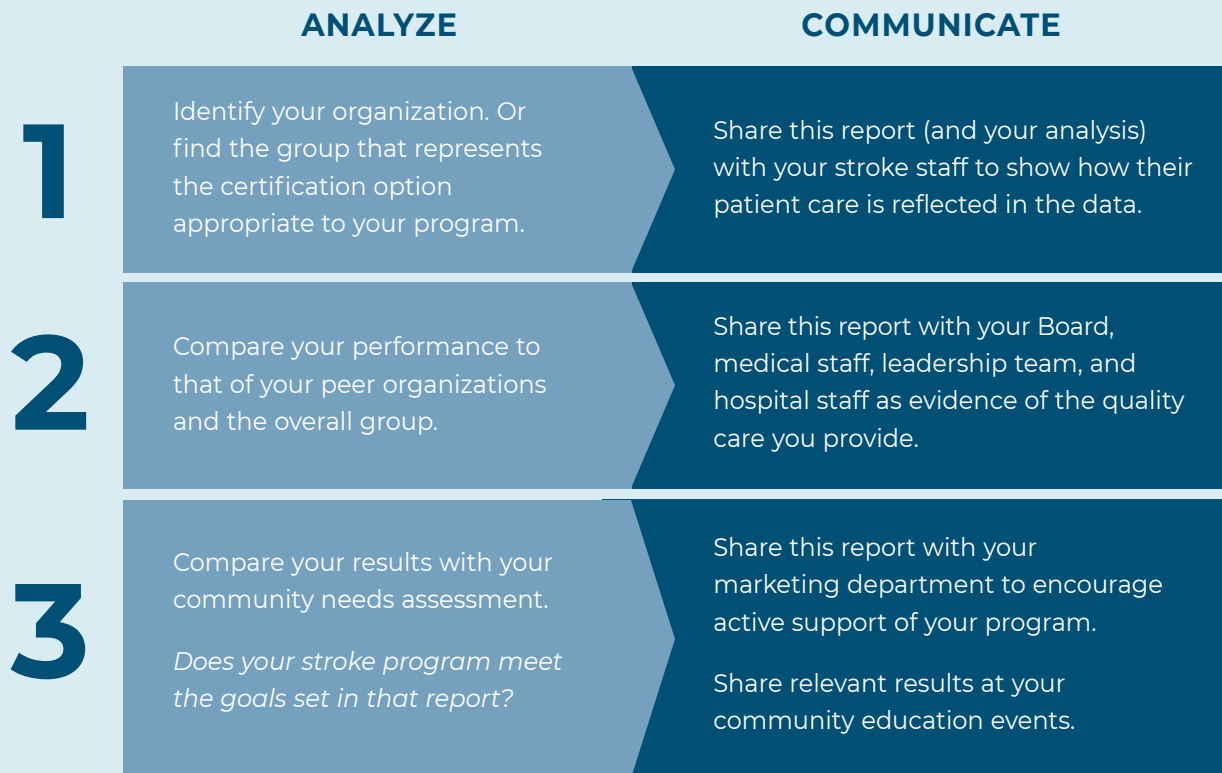 ANALYZE
COMMUNICATE
1
Identify your organization. Or
find the group that represents
the certification option
appropriate to your program.
Share this report (and your analysis)
with your stroke staff to show how their
patient care is reflected in the data.
2
Compare your performance to
that of your peer organizations
and the overall group.
Share this report with your Board,
medical staff, leadership team, and
hospital staff as evidence of the quality
care you provide.
3
Compare your results with your
community needs assessment.
Does your stroke program meet
the goals set in that report?
Share this report with your
marketing department to encourage
active support of your program.
Share relevant results at your
community education events.